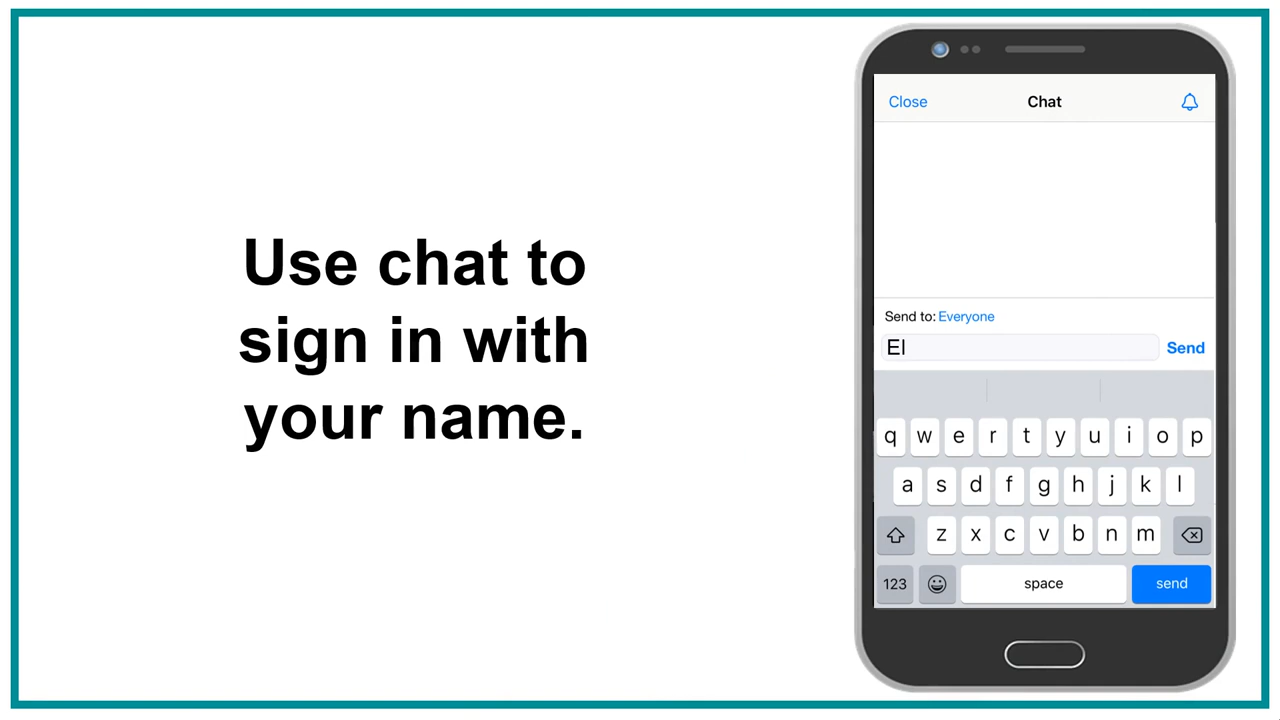 Use chat to
sign in with
your name.
Close Chat
Send to: Everyone
El Send
q w e r t y u i o p
a s d f g h j k l
z x c v b n m
123 space send